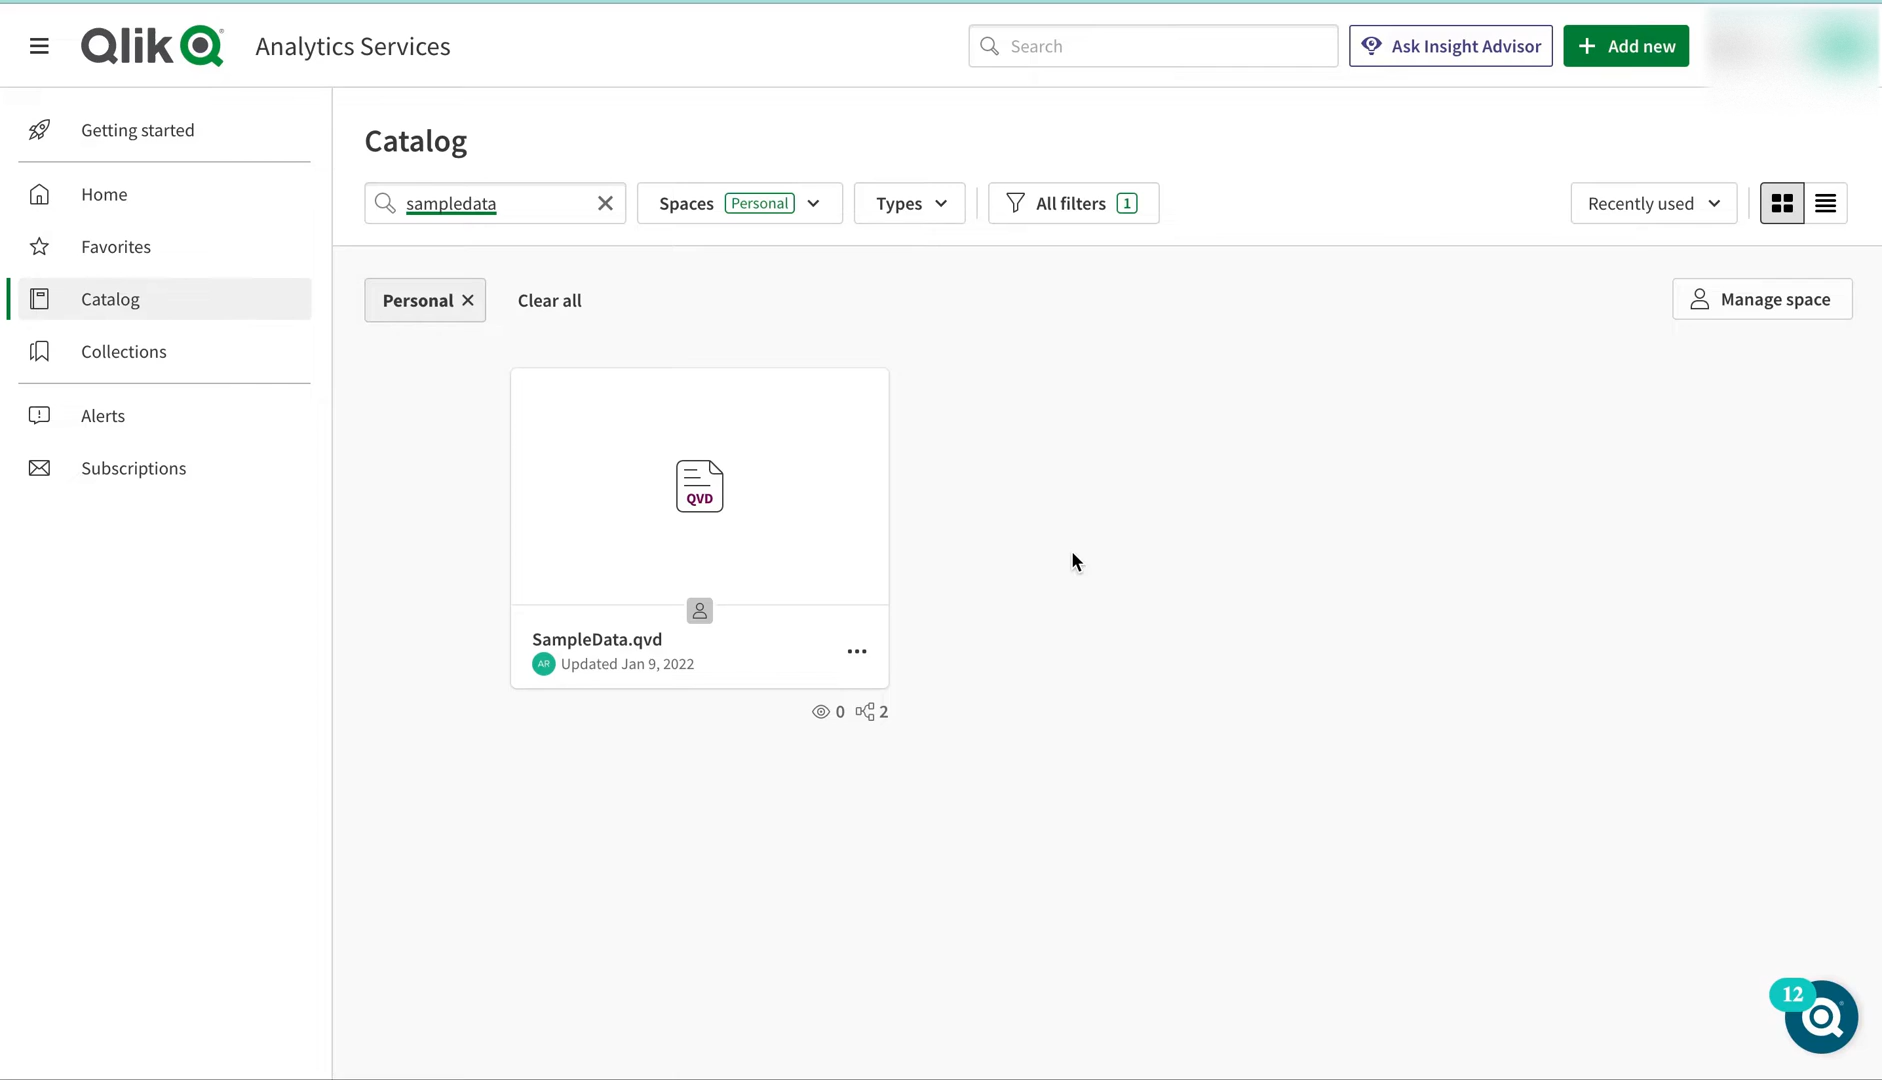 Qlik Analytics Services
Search
Ask Insight Advisor
+ Add new
Getting started
Home
Favorites
Catalog
Collections
Alerts
Subscriptions
Catalog
sampledata
Spaces Personal
Types
All filters 1
Recently used
Personal
Clear all
Manage space
QVD
SampleData.qvd
AR Updated Jan 9, 2022
0 2
12